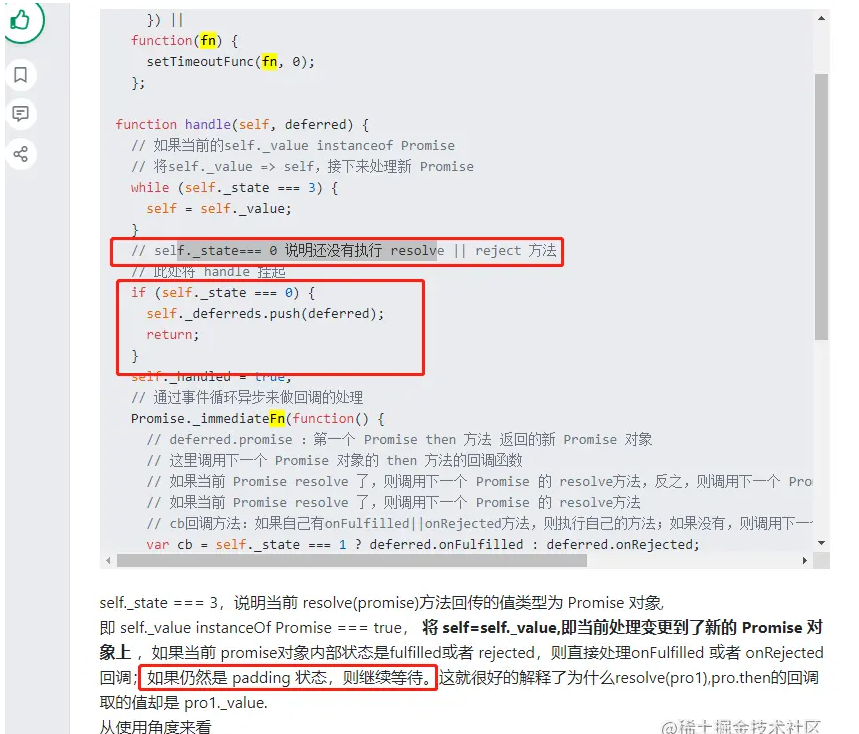 }) ||
function(fn) {
setTimeoutFunc(fn, 0);
};
function handle(self, deferred) {
// 如果当前的self._value instanceof Promise
// 将self._value => self，接下来处理新 Promise
while (self._state === 3) {
self = self._value;
}
// self._state=== 0 说明还没有执行 resolve || reject 方法
// 此处将 handle 挂起
if (self._state === 0) {
self._deferreds.push(deferred);
return;
}
self._handled = true;
// 通过事件循环异步来做回调的处理
Promise._immediateFn(function() {
// deferred.promise ：第一个 Promise then 方法 返回的新 Promise 对象
// 这里调用下一个 Promise 对象的 then 方法的回调函数
// 如果当前 Promise resolve 了，则调用下一个 Promise 的 resolve方法，反之，则调用下一个 Pro
// 如果当前 Promise resolve 了，则调用下一个 Promise 的 resolve方法
// cb回调方法：如果自己有onFulfilled||onRejected方法，则执行自己的方法；如果没有，则调用下一
var cb = self._state === 1 ? deferred.onFulfilled : deferred.onRejected;
self._state === 3，说明当前 resolve(promise)方法回传的值类型为 Promise 对象,
即 self._value instanceOf Promise === true， 将 self=self._value,即当前处理变更到了新的 Promise 对
象上 ，如果当前 promise对象内部状态是fulfilled或者 rejected，则直接处理onFulfilled 或者 onRejected
回调；如果仍然是 padding 状态，则继续等待。这就很好的解释了为什么resolve(pro1),pro.then的回调
取的值却是 pro1._value.
从使用角度来看
@稀土掘金技术社区